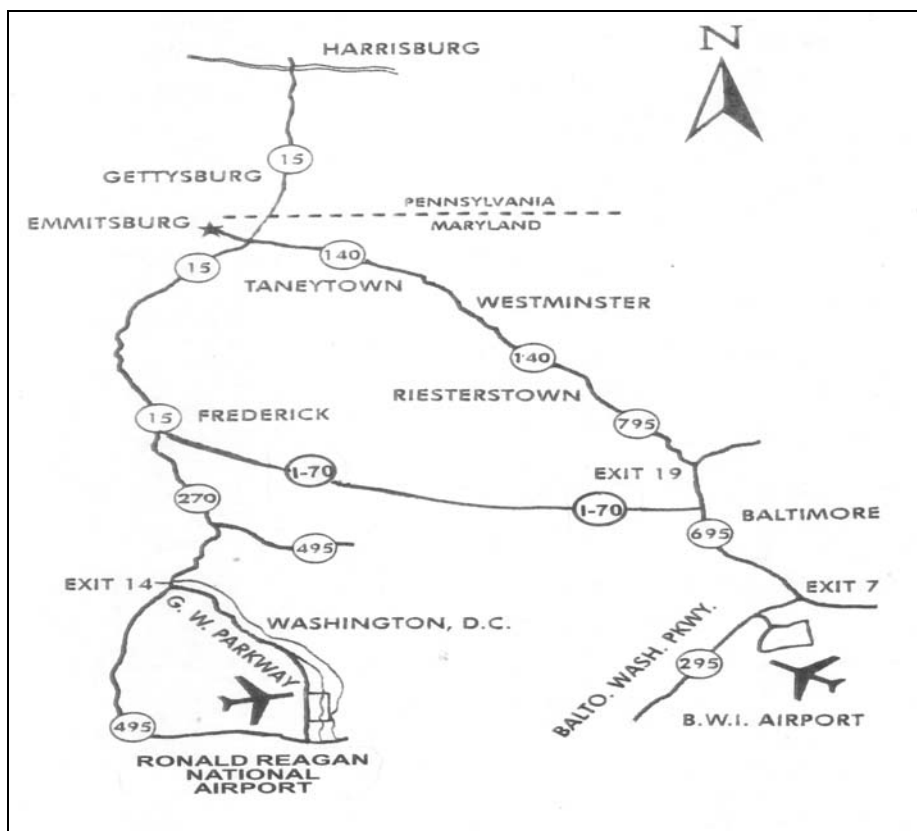 HARRISBURG
N
15
GETTYSBURG
PENNSYLVANIA
EMMITSBURG
MARYLAND
15
140
TANEYTOWN
WESTMINSTER
140
RIESTERSTOWN
15
FREDERICK
795
I-70
EXIT 19
270
I-70
BALTIMORE
695
495
EXIT 14
EXIT 7
G. W. PARKWAY
WASHINGTON, D.C.
BALTO. WASH. PKWY.
295
B.W.I. AIRPORT
495
RONALD REAGAN
NATIONAL
AIRPORT